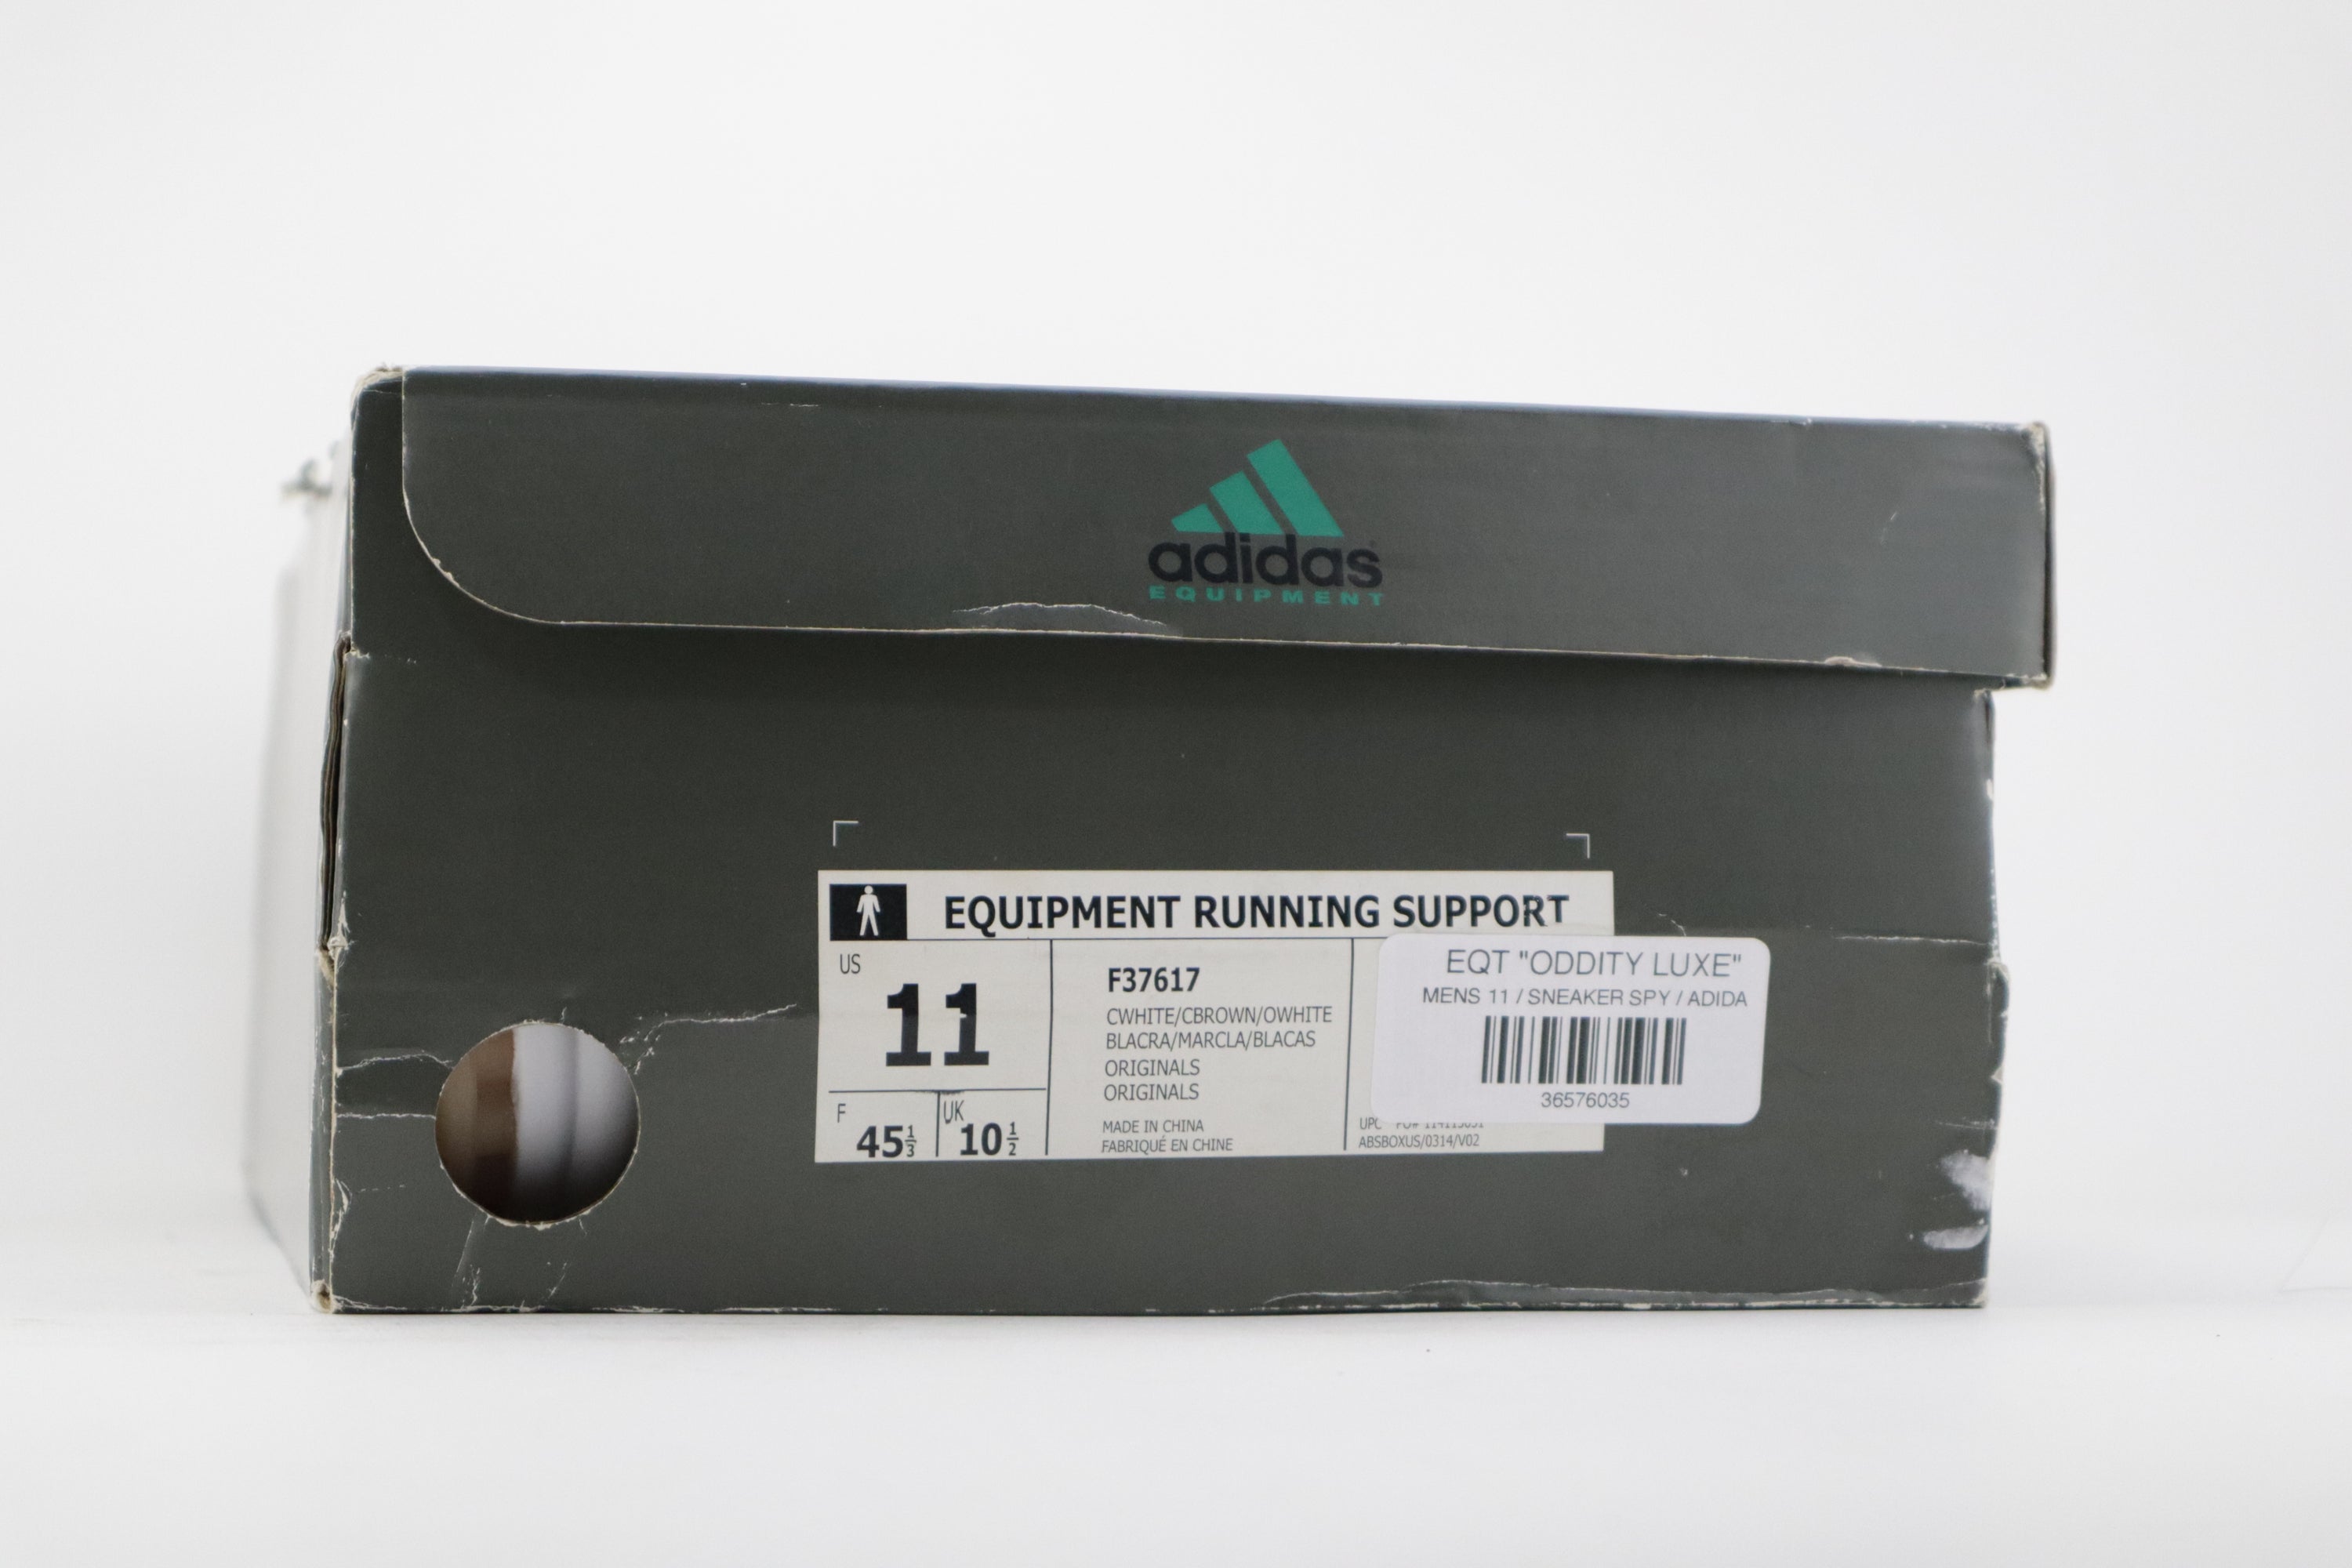 adidas
EQUIPMENT
EQUIPMENT RUNNING SUPPORT
US
11
F
45 1/3
UK
10 1/2
F37617
CWHITE/CBROWN/OWHITE
BLACRA/MARCLA/BLACAS
ORIGINALS
ORIGINALS
MADE IN CHINA
FABRIQUÉ EN CHINE
EQT "ODDITY LUXE"
MENS 11 / SNEAKER SPY / ADIDA
36576035
UPC
ABSBOXUS/0314/V02